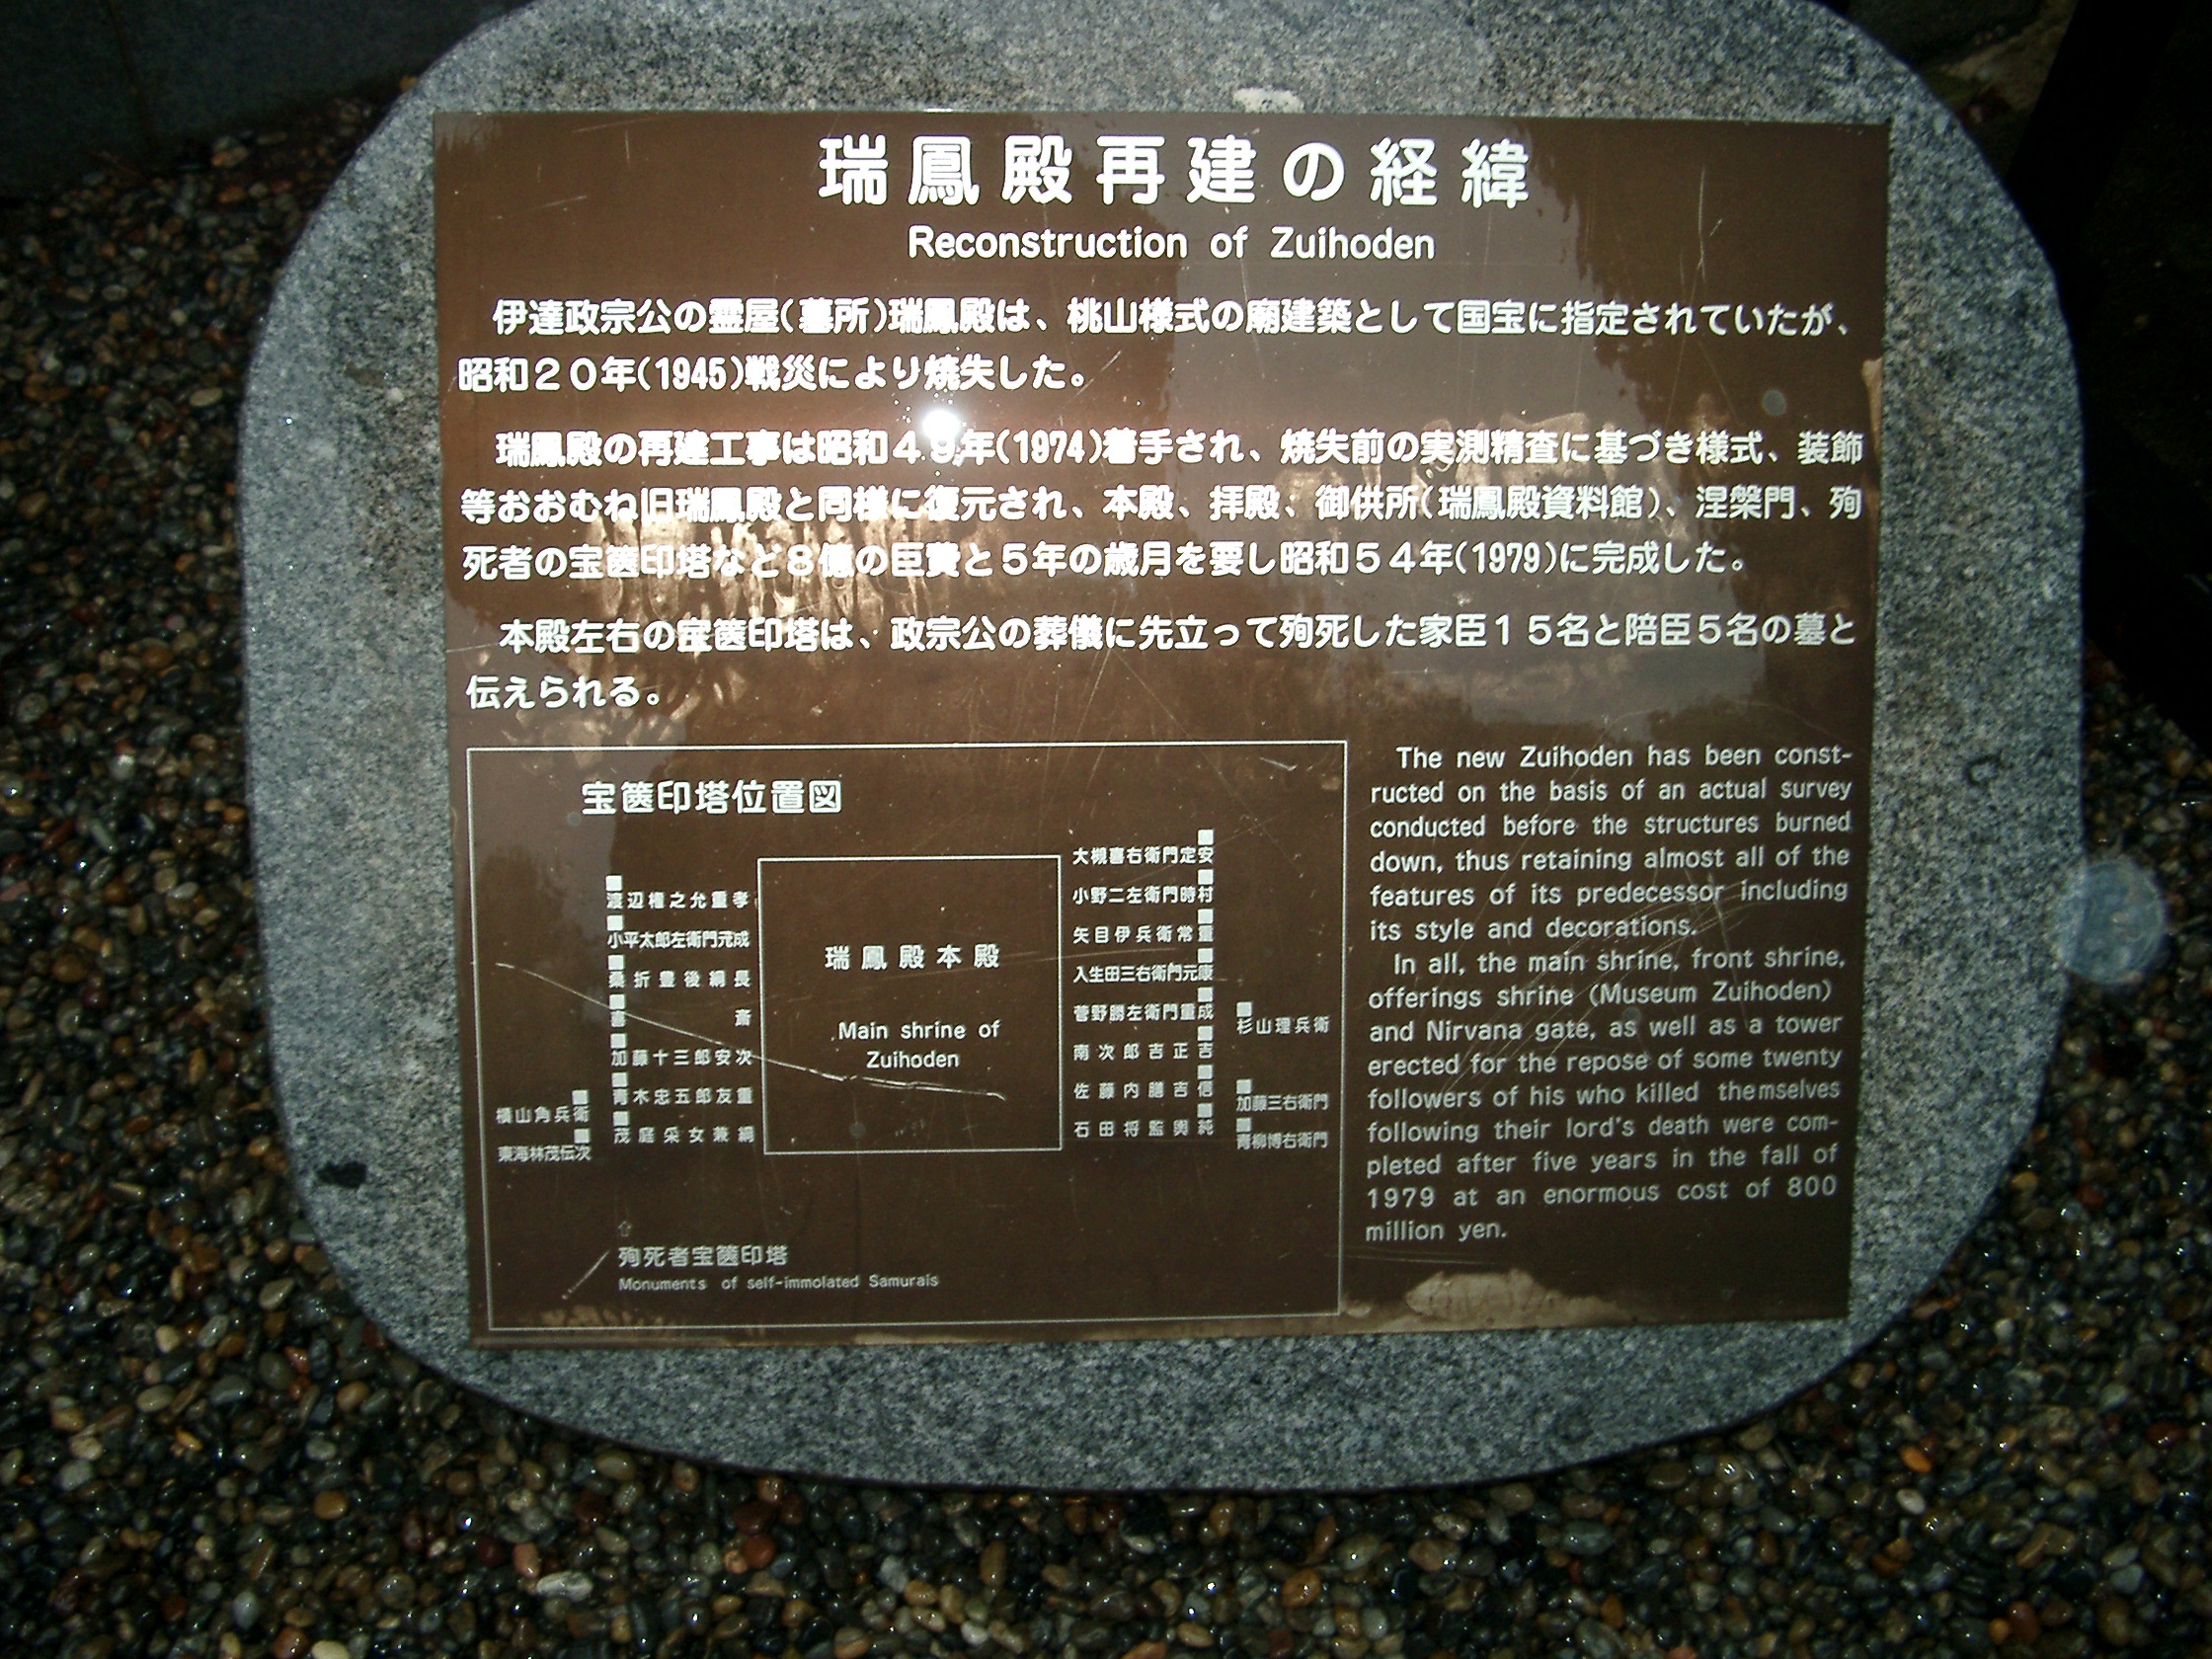 瑞鳳殿再建の経緯
Reconstruction of Zuihoden
伊達政宗公の霊屋(墓所)瑞鳳殿は、桃山様式の廟建築として国宝に指定されていたが、
昭和20年(1945)戦災により焼失した。
瑞鳳殿の再建工事は昭和49年(1974)着手され、焼失前の実測精査に基づき様式、装飾
等おおむね旧瑞鳳殿と同様に復元され、本殿、拝殿、御供所(瑞鳳殿資料館)、涅槃門、殉
死者の宝篋印塔など8億の巨費と5年の歳月を要し昭和54年(1979)に完成した。
本殿左右の宝篋印塔は、政宗公の葬儀に先立って殉死した家臣15名と陪臣5名の墓と
伝えられる。
宝篋印塔位置図
渡辺権之允重孝
小平太郎左衛門元成
桑折豊後綱長
喜斎
加藤十三郎安次
青木忠五郎友重
茂庭采女兼綱
横山角兵衛
東海林茂伝次
瑞鳳殿本殿
Main shrine of
Zuihoden
大槻喜右衛門定安
小野二左衛門時村
矢目伊兵衛常重
入生田三右衛門元康
菅野勝左衛門重成
南次郎吉正吉
佐藤内膳吉信
石田将監與純
杉山理兵衛
加藤三右衛門
青柳博右衛門
⇧
殉死者宝篋印塔
Monuments of self-immolated Samurais
The new Zuihoden has been const-
ructed on the basis of an actual survey
conducted before the structures burned
down, thus retaining almost all of the
features of its predecessor including
its style and decorations.
In all, the main shrine, front shrine,
offerings shrine (Museum Zuihoden)
and Nirvana gate, as well as a tower
erected for the repose of some twenty
followers of his who killed themselves
following their lord's death were com-
pleted after five years in the fall of
1979 at an enormous cost of 800
million yen.